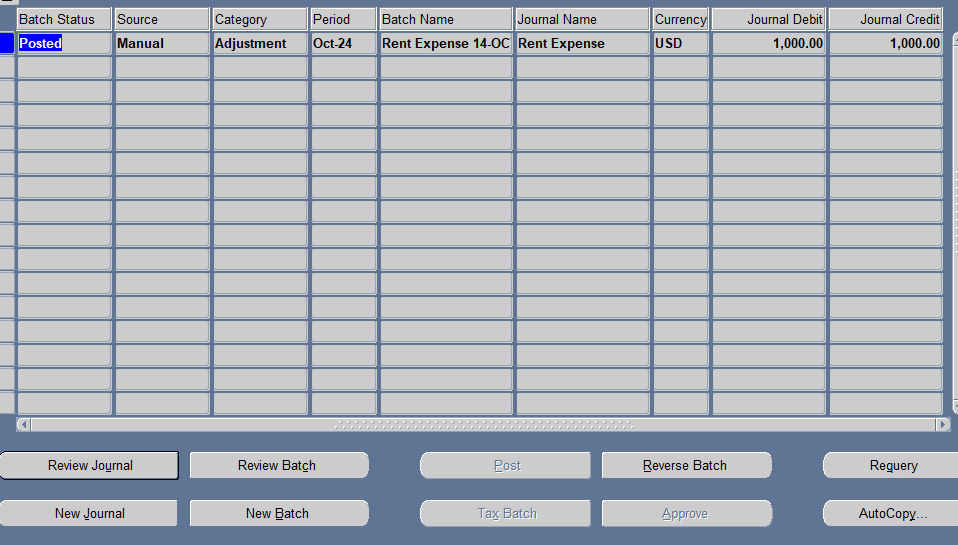 Batch Status Source Category Period Batch Name Journal Name Currency Journal Debit Journal Credit
Posted Manual Adjustment Oct-24 Rent Expense 14-OC Rent Expense USD 1,000.00 1,000.00
Review Journal Review Batch Post Reverse Batch Requery
New Journal New Batch Tax Batch Approve AutoCopy...